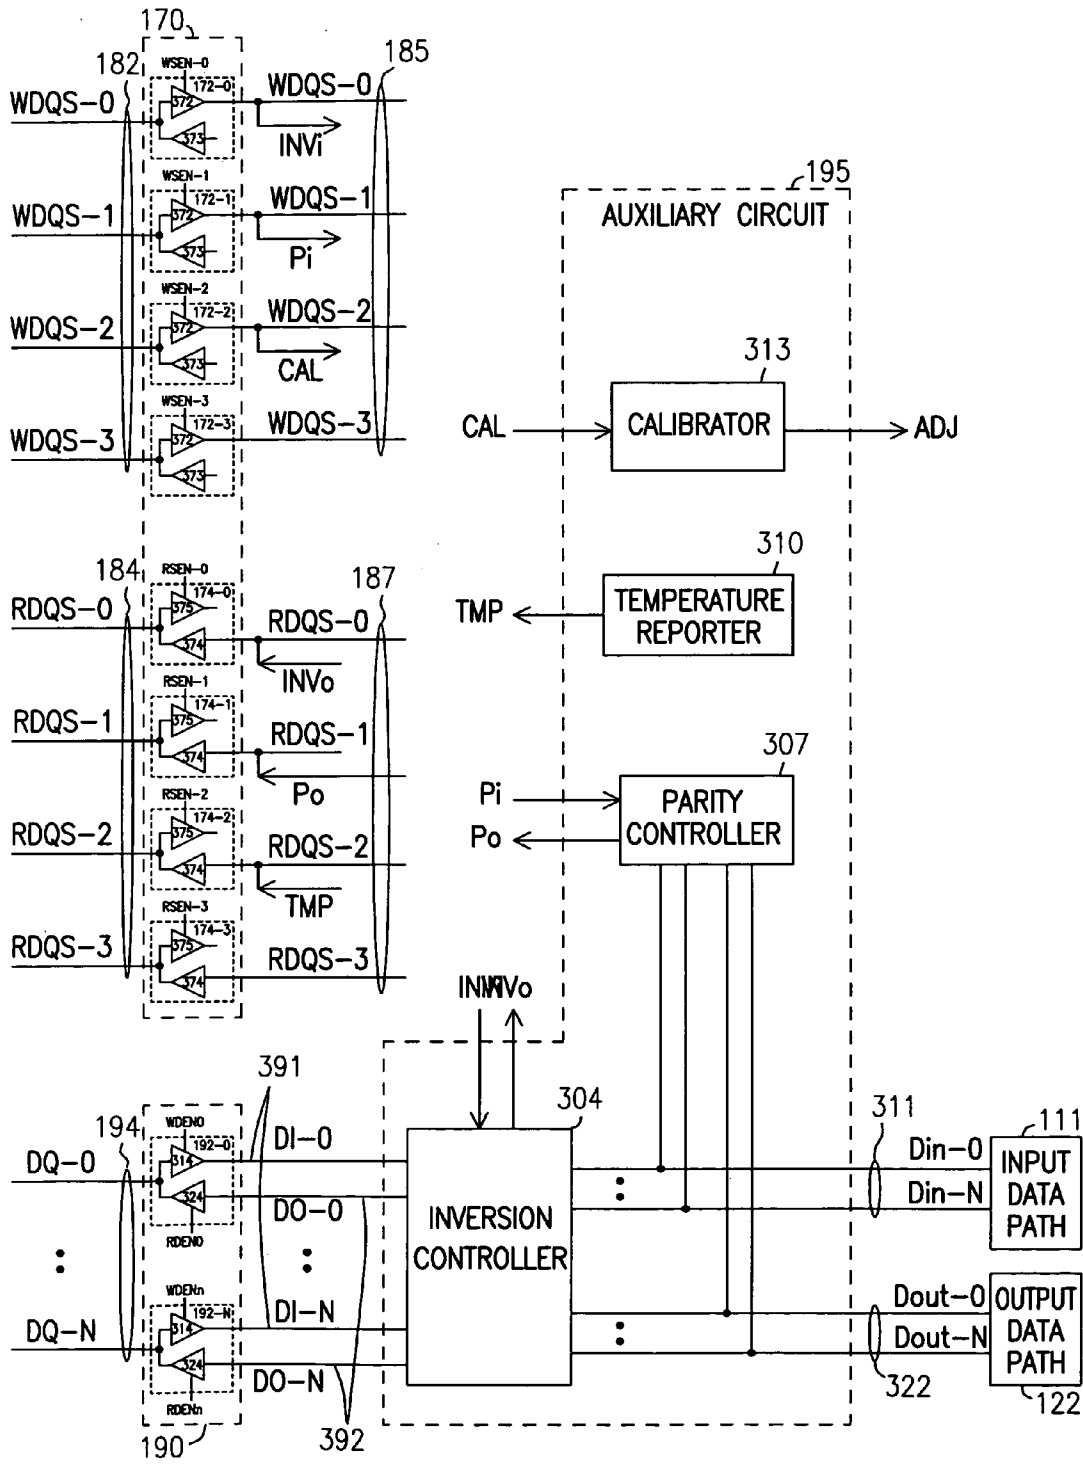 170
182
185
WSEN-0
172-0
WDQS-0
372
WDQS-0
373
INVi
WSEN-1
172-1
WDQS-1
372
WDQS-1
373
Pi
WSEN-2
172-2
WDQS-2
372
WDQS-2
373
CAL
WSEN-3
172-3
WDQS-3
372
WDQS-3
373
195
AUXILIARY CIRCUIT
313
CAL
CALIBRATOR
ADJ
310
TMP
TEMPERATURE
REPORTER
307
Pi
Po
PARITY
CONTROLLER
184
187
RSEN-0
174-0
RDQS-0
375
RDQS-0
374
INVo
RSEN-1
174-1
RDQS-1
375
RDQS-1
374
Po
RSEN-2
174-2
RDQS-2
375
RDQS-2
374
TMP
RSEN-3
174-3
RDQS-3
375
RDQS-3
374
INVi
INVo
391
304
194
WDEN0
192-0
DI-0
DQ-0
314
324
DO-0
RDEN0
WDENn
192-N
DI-N
DQ-N
314
324
DO-N
RDENn
190
392
INVERSION
CONTROLLER
311
111
Din-0
Din-N
INPUT
DATA
PATH
Dout-0
Dout-N
OUTPUT
DATA
PATH
322
122